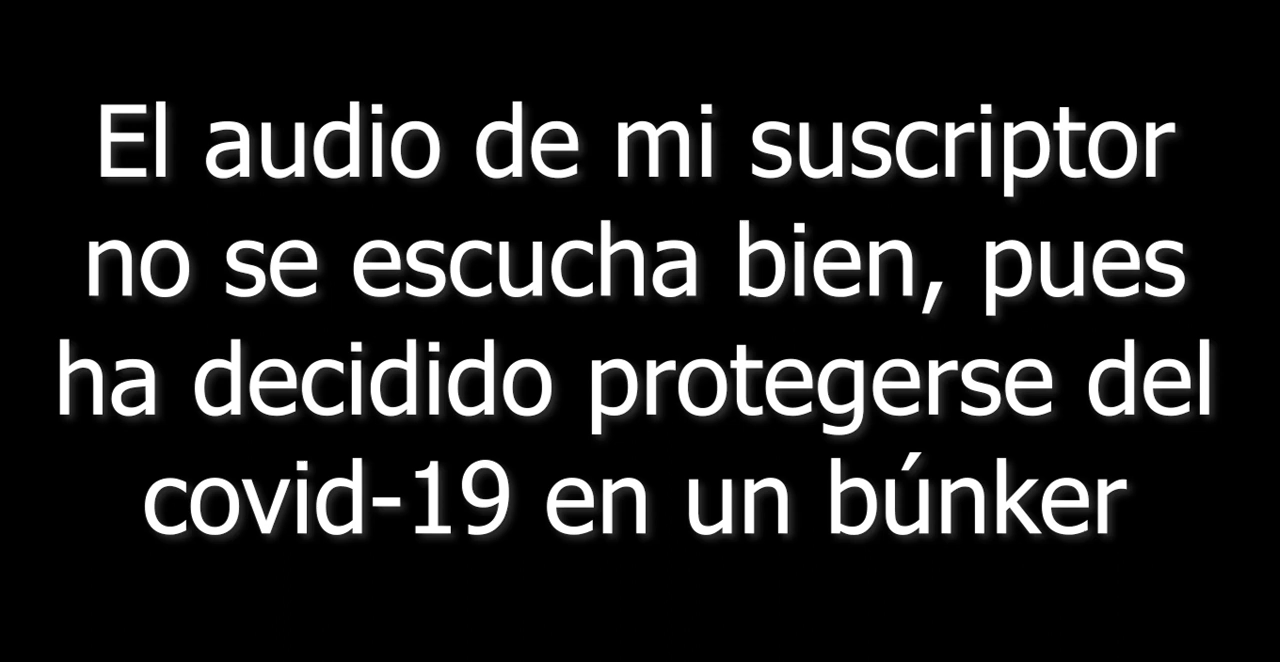 El audio de mi suscriptor
no se escucha bien, pues
ha decidido protegerse del
covid-19 en un búnker